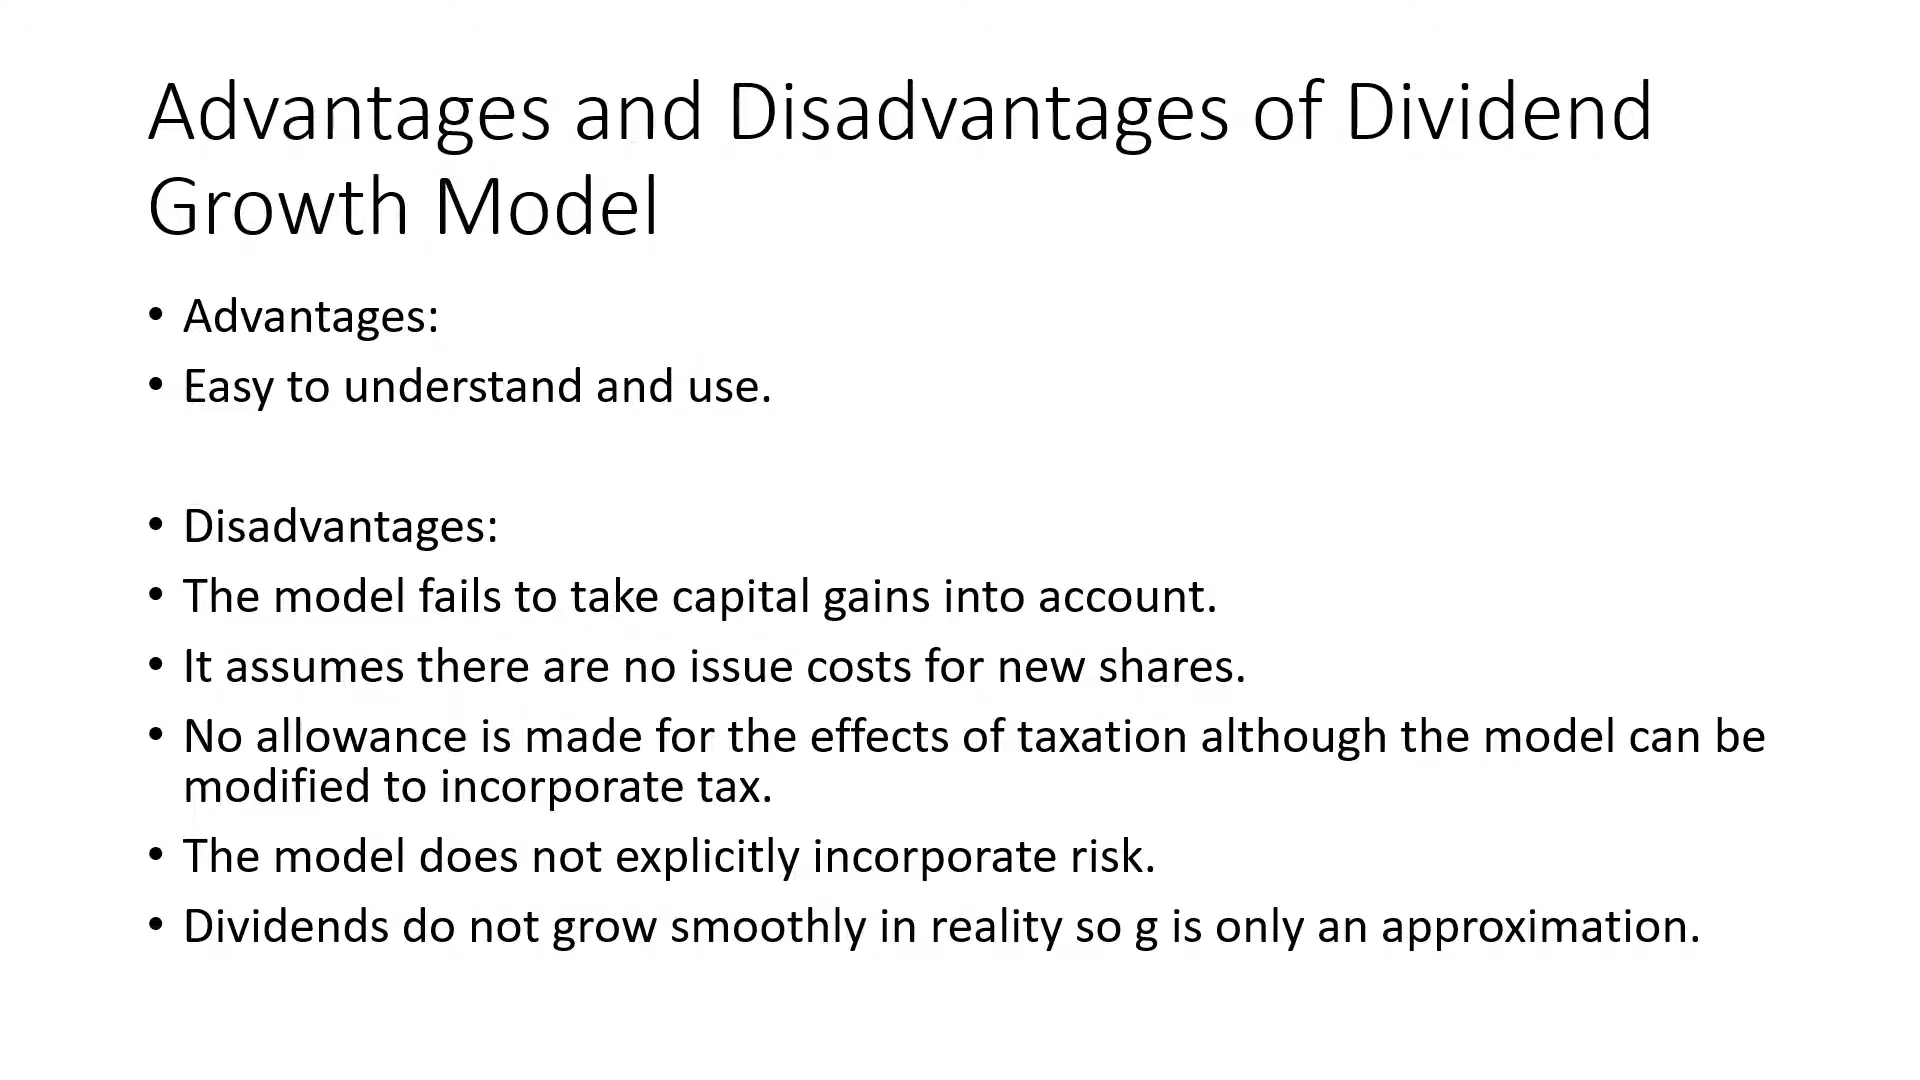 Advantages and Disadvantages of Dividend
Growth Model
• Advantages:
• Easy to understand and use.
• Disadvantages:
• The model fails to take capital gains into account.
• It assumes there are no issue costs for new shares.
• No allowance is made for the effects of taxation although the model can be
modified to incorporate tax.
• The model does not explicitly incorporate risk.
• Dividends do not grow smoothly in reality so g is only an approximation.